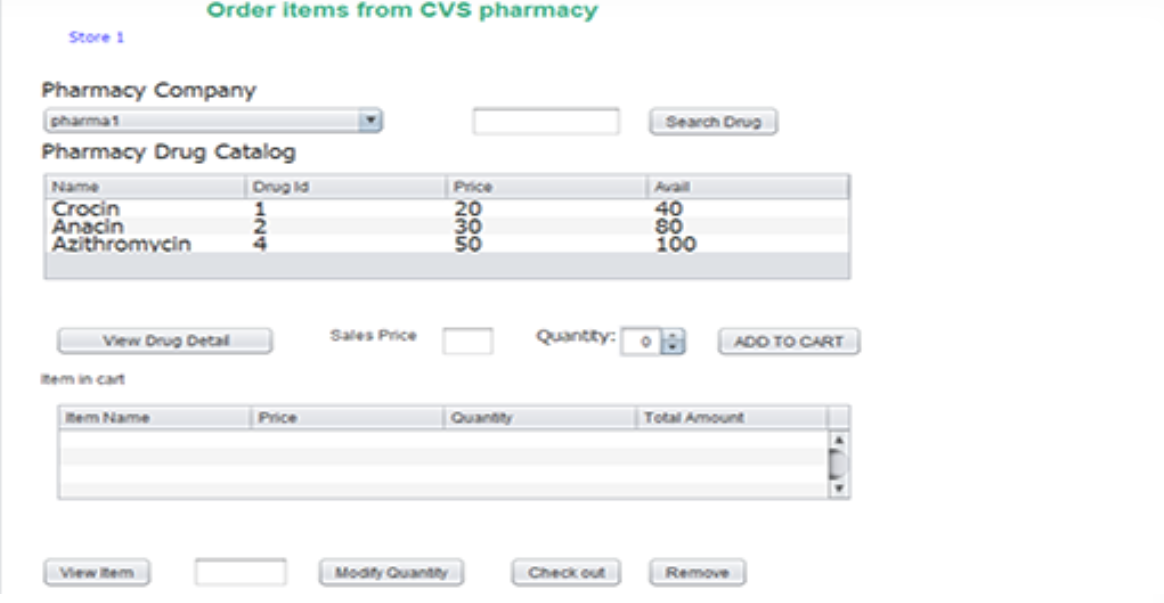 Order items from CVS pharmacy
Store 1
Pharmacy Company
pharma1 Search Drug
Pharmacy Drug Catalog
Name Drug Id Price Avail
Crocin 1 20 40
Anacin 2 30 80
Azithromycin 4 50 100
View Drug Detail Sales Price Quantity: 0 ADD TO CART
Item in cart
Item Name Price Quantity Total Amount
View Item Modify Quantity Check out Remove